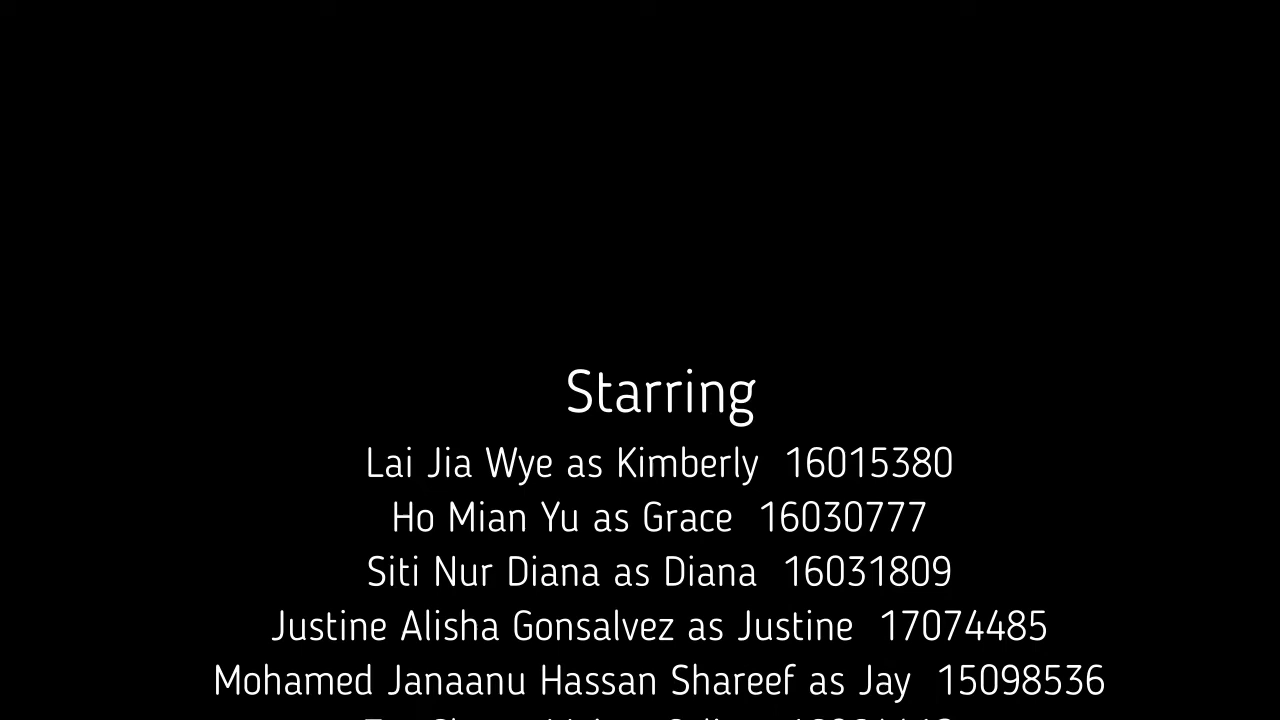 Starring
Lai Jia Wye as Kimberly 16015380
Ho Mian Yu as Grace 16030777
Siti Nur Diana as Diana 16031809
Justine Alisha Gonsalvez as Justine 17074485
Mohamed Janaanu Hassan Shareef as Jay 15098536